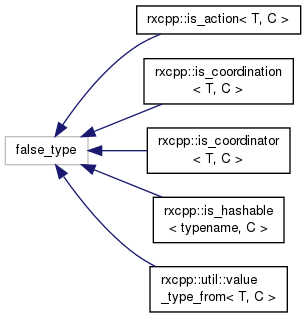 rxcpp::is_action< T, C >
rxcpp::is_coordination
< T, C >
false_type
rxcpp::is_coordinator
< T, C >
rxcpp::is_hashable
< typename, C >
rxcpp::util::value
_type_from< T, C >